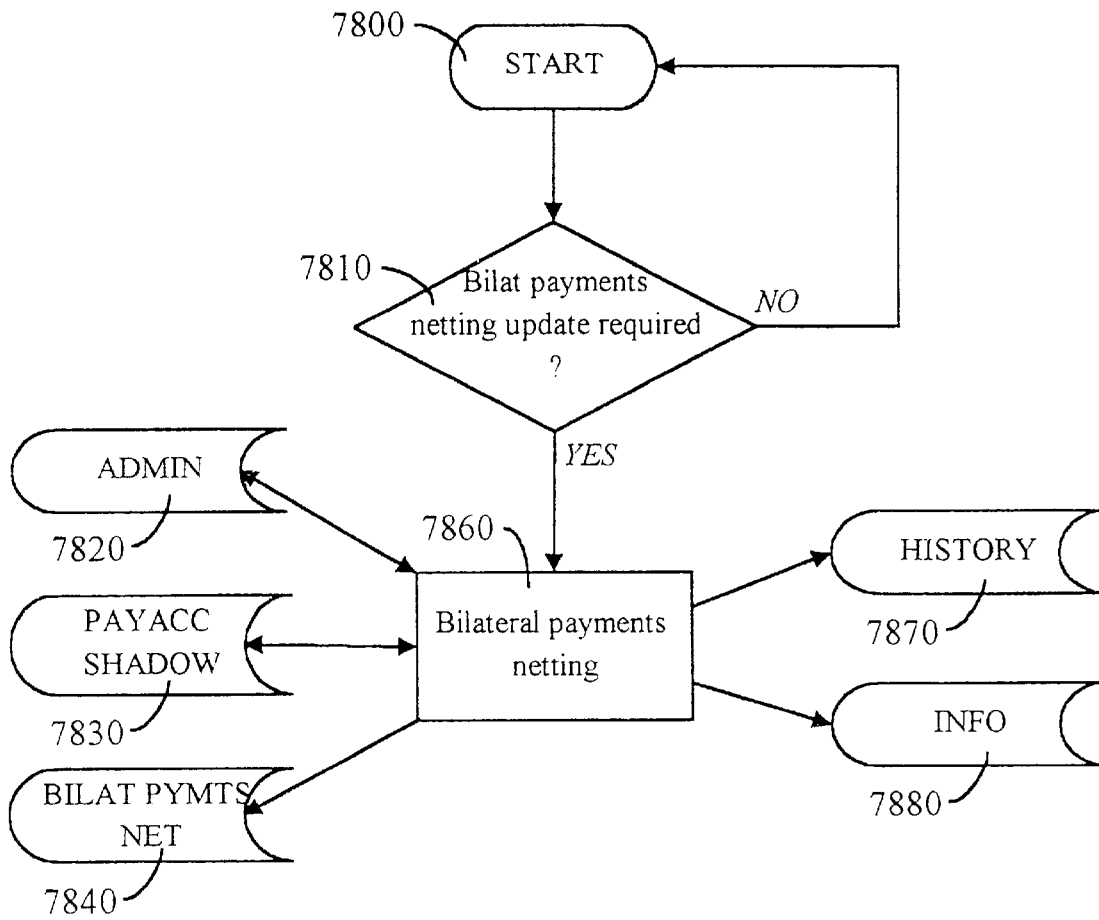 7800
START
7810
Bilat payments
netting update required
?
NO
YES
ADMIN
7820
7860
HISTORY
7870
PAYACC
SHADOW
7830
Bilateral payments
netting
INFO
7880
BILAT PYMTS
NET
7840